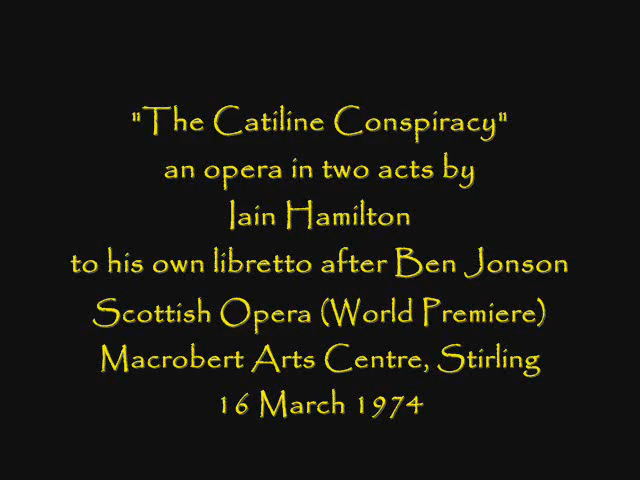 "The Catiline Conspiracy"
an opera in two acts by
Iain Hamilton
to his own libretto after Ben Jonson
Scottish Opera (World Premiere)
Macrobert Arts Centre, Stirling
16 March 1974